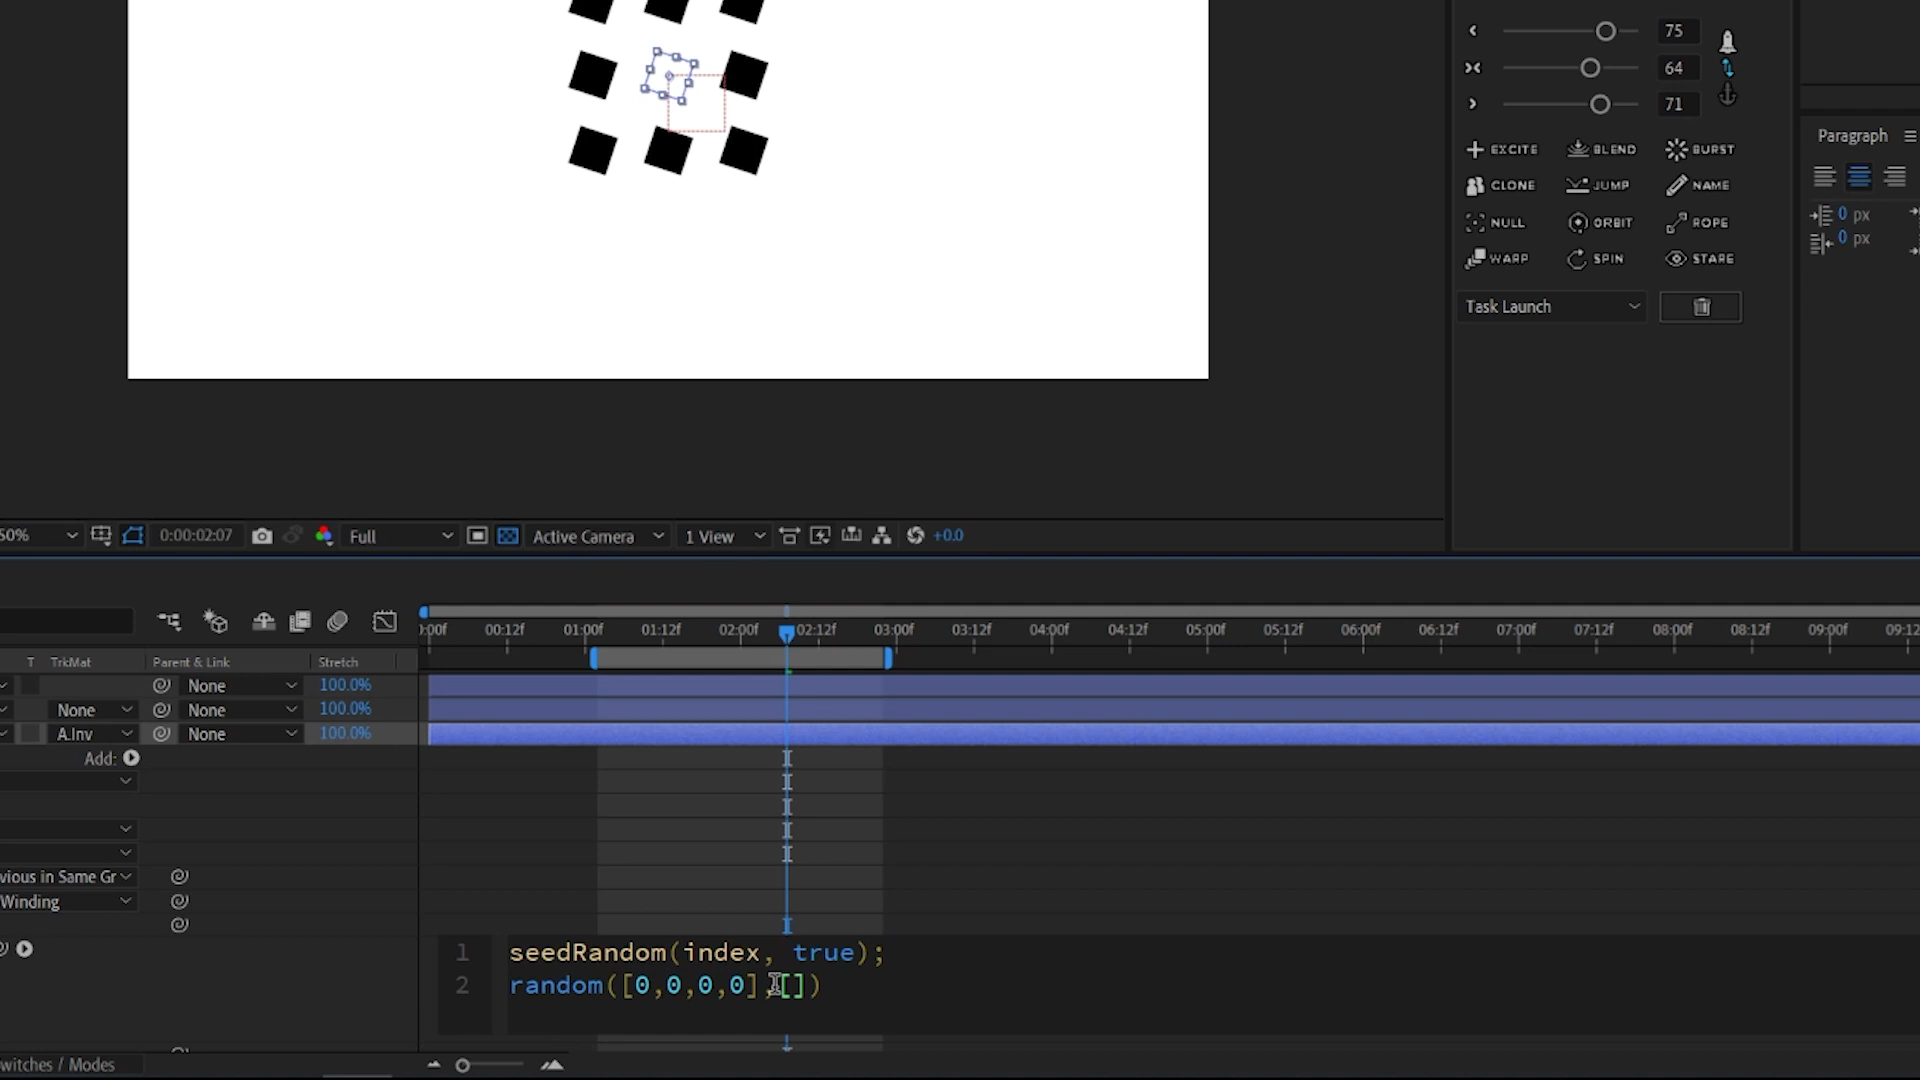 75
64
71
EXCITE BLEND BURST
CLONE JUMP NAME
NULL ORBIT ROPE
WARP SPIN STARE
Task Launch
Paragraph
0 px
0 px
50% 0:00:02:07 Full Active Camera 1 View +0.0
0:00f 00:12f 01:00f 01:12f 02:00f 02:12f 03:00f 03:12f 04:00f 04:12f 05:00f 05:12f 06:00f 06:12f 07:00f 07:12f 08:00f 08:12f 09:00f 09:12
T TrkMat Parent & Link Stretch
None 100.0%
None None 100.0%
A.Inv None 100.0%
Add:
vious in Same Gr
Winding
1 seedRandom(index, true);
2 random([0,0,0,0],[])
witches / Modes